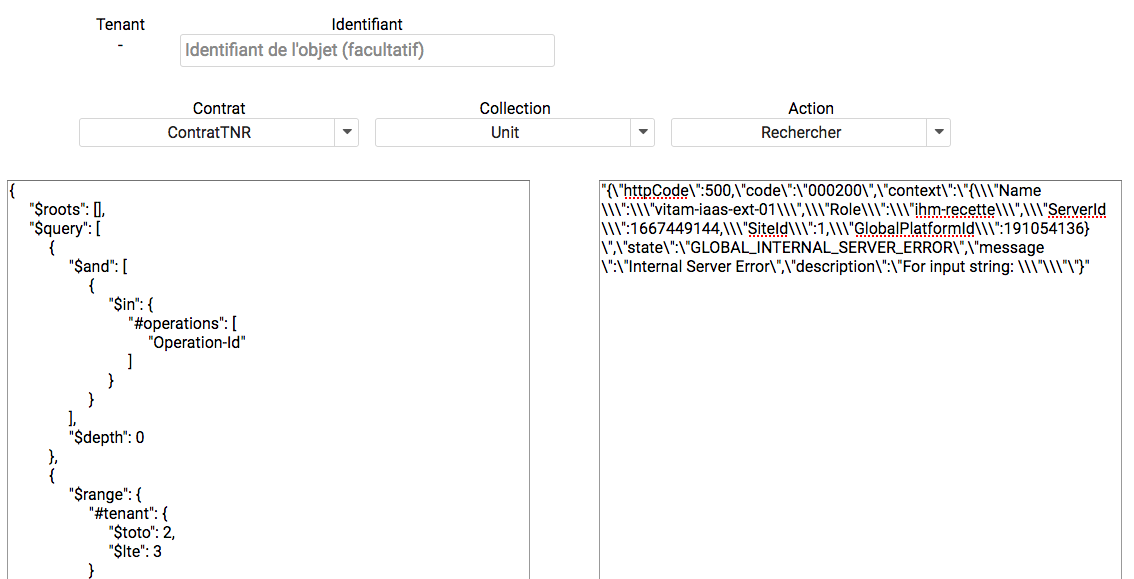 Tenant
Identifiant
-
Identifiant de l'objet (facultatif)
Contrat
Collection
Action
ContratTNR
Unit
Rechercher
{
"$roots": [],
"$query": [
{
"$and": [
{
"$in": {
"#operations": [
"Operation-Id"
]
}
}
],
"$depth": 0
},
{
"$range": {
"#tenant": {
"$toto": 2,
"$lte": 3
}
"{\"httpCode\":500,\"code\":\"000200\",\"context\":\"{\\\"Name
\\\":\\\"vitam-iaas-ext-01\\\",\\\"Role\\\":\\\"ihm-recette\\\",\\\"ServerId
\\\":1667449144,\\\"SiteId\\\":1,\\\"GlobalPlatformId\\\":191054136}
\",\"state\":\"GLOBAL_INTERNAL_SERVER_ERROR\",\"message
\":\"Internal Server Error\",\"description\":\"For input string: \\\"\\\"\"}"